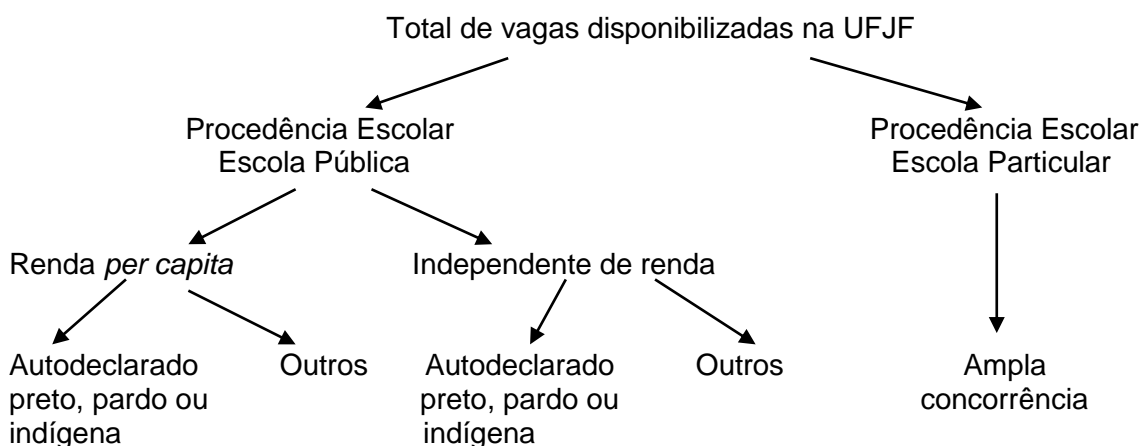 Total de vagas disponibilizadas na UFJF
Procedência Escolar
Escola Pública
Procedência Escolar
Escola Particular
Renda per capita
Independente de renda
Autodeclarado
preto, pardo ou
indígena
Outros
Autodeclarado
preto, pardo ou
indígena
Outros
Ampla
concorrência